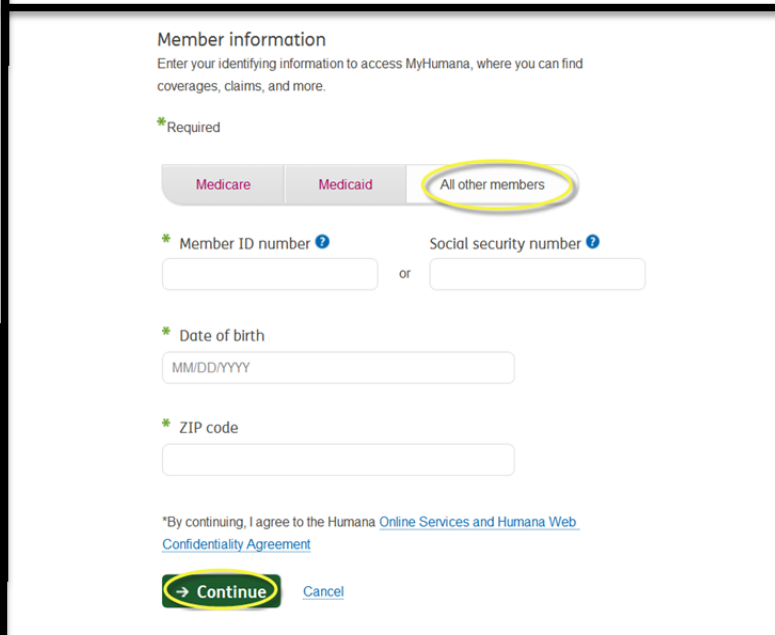 Member information
Enter your identifying information to access MyHumana, where you can find
coverages, claims, and more.
*Required
Medicare Medicaid All other members
* Member ID number ? Social security number ?
or
* Date of birth
MM/DD/YYYY
* ZIP code
*By continuing, I agree to the Humana Online Services and Humana Web
Confidentiality Agreement
→ Continue Cancel